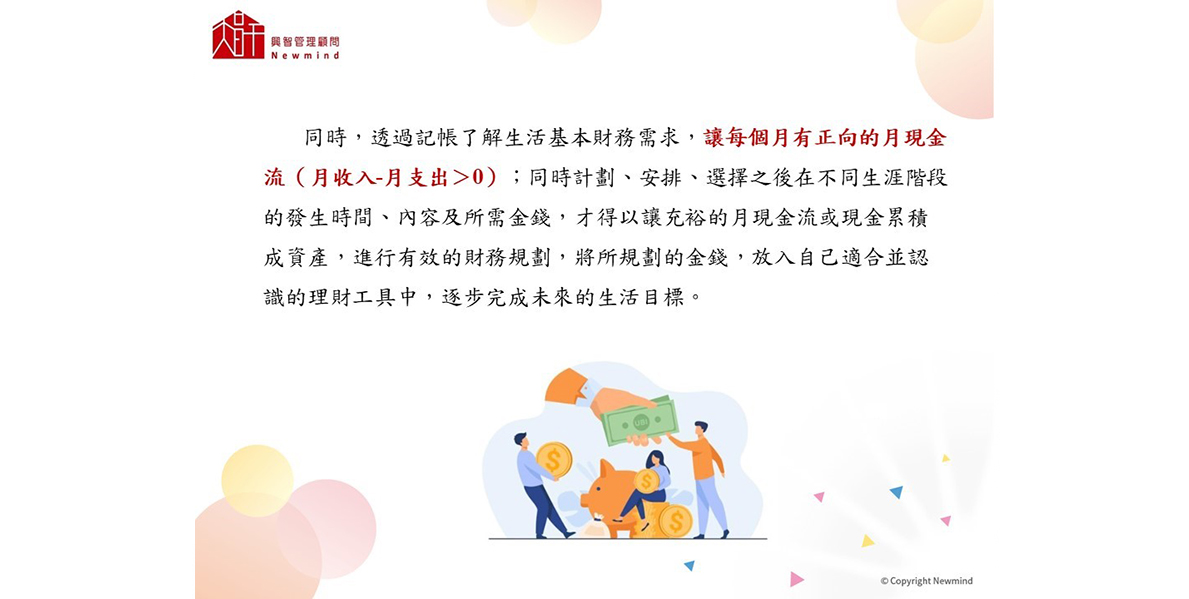 興智管理顧問
Newmind
同時，透過記帳了解生活基本財務需求，讓每個月有正向的月現金
流（月收入-月支出＞0）；同時計劃、安排、選擇之後在不同生涯階段
的發生時間、內容及所需金錢，才得以讓充裕的月現金流或現金累積
成資產，進行有效的財務規劃，將所規劃的金錢，放入自己適合並認
識的理財工具中，逐步完成未來的生活目標。
UBI
$
$
$
© Copyright Newmind